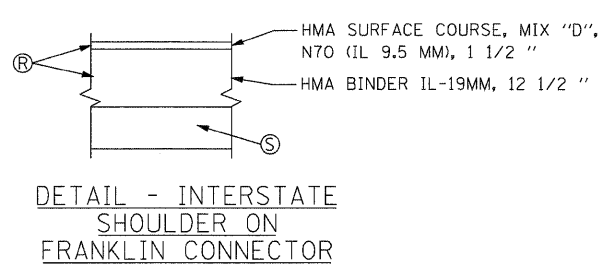 HMA SURFACE COURSE, MIX "D",
N70 (IL 9.5 MM), 1 1/2 "
R
HMA BINDER IL-19MM, 12 1/2 "
S
DETAIL - INTERSTATE
SHOULDER ON
FRANKLIN CONNECTOR